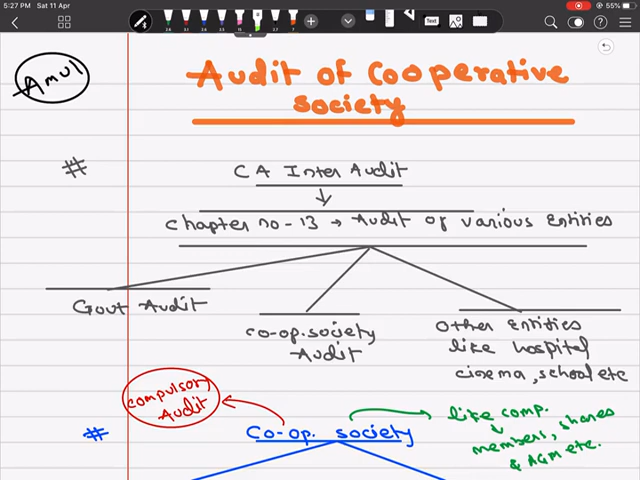 5:27 PM Sat 11 Apr
55%
Text
Amul
Audit of Cooperative
society
# CA Inter Audit
Chapter no - 13 → Audit of various Entities
Govt Audit
Co-op. society
Audit
Other Entities
like hospital
cinema, school etc
compulsory
Audit
# Co-op. society
like comp.
members, shares
& AGM etc.